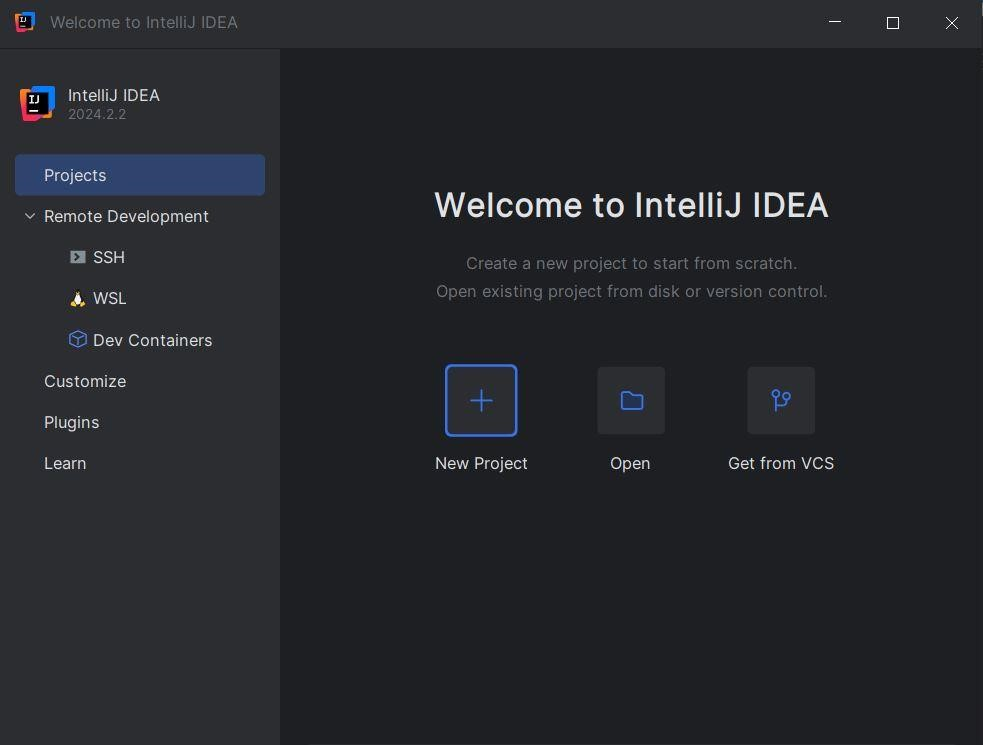 Welcome to IntelliJ IDEA
IJ
IntelliJ IDEA
2024.2.2
Projects
Remote Development
SSH
WSL
Dev Containers
Customize
Plugins
Learn
Welcome to IntelliJ IDEA
Create a new project to start from scratch.
Open existing project from disk or version control.
New Project
Open
Get from VCS